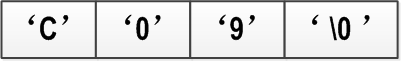 ‘C’ ‘0’ ‘9’ ‘\0 ’